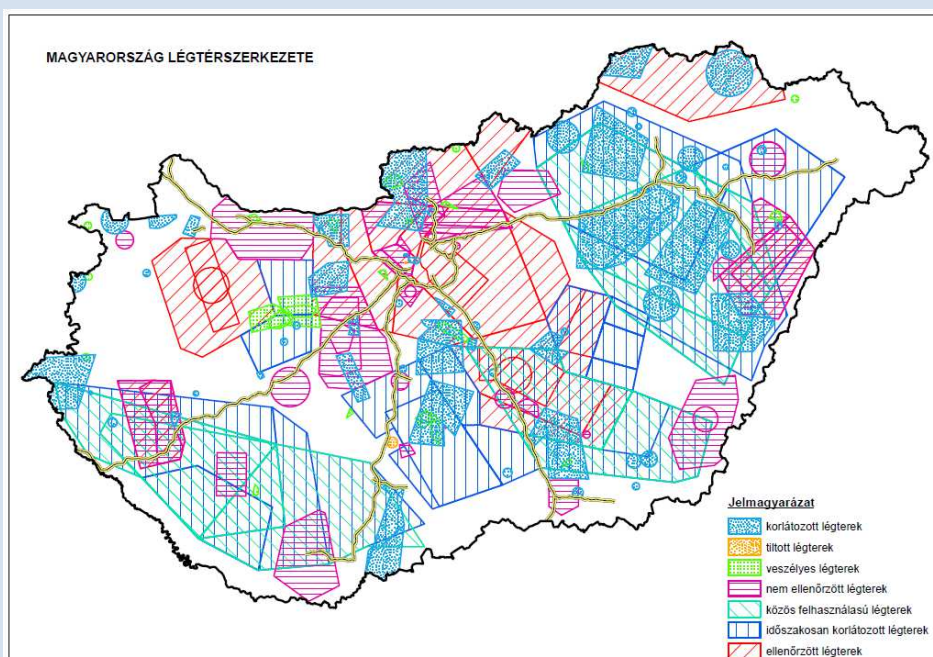 MAGYARORSZÁG LÉGTÉRSZERKEZETE
Jelmagyarázat
korlátozott légterek
tiltott légterek
veszélyes légterek
nem ellenőrzött légterek
közös felhasználású légterek
időszakosan korlátozott légterek
ellenőrzött légterek